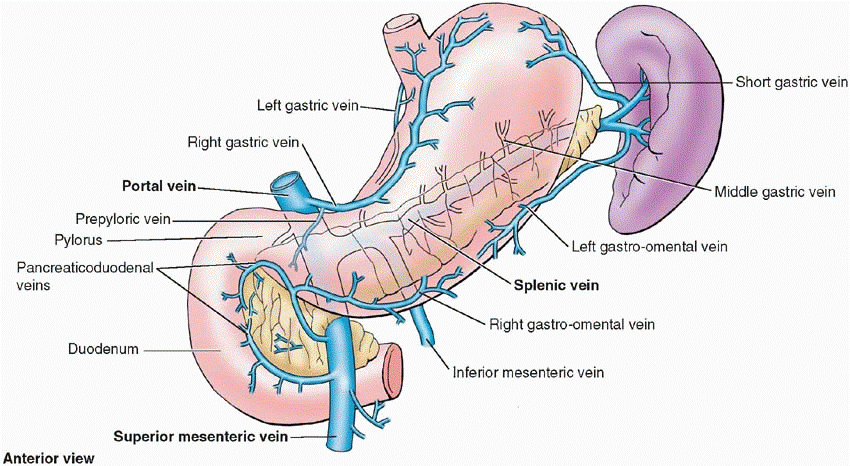 Short gastric vein
Left gastric vein
Right gastric vein
Portal vein
Middle gastric vein
Prepyloric vein
Pylorus
Left gastro-omental vein
Pancreaticoduodenal
veins
Splenic vein
Right gastro-omental vein
Duodenum
Inferior mesenteric vein
Superior mesenteric vein
Anterior view